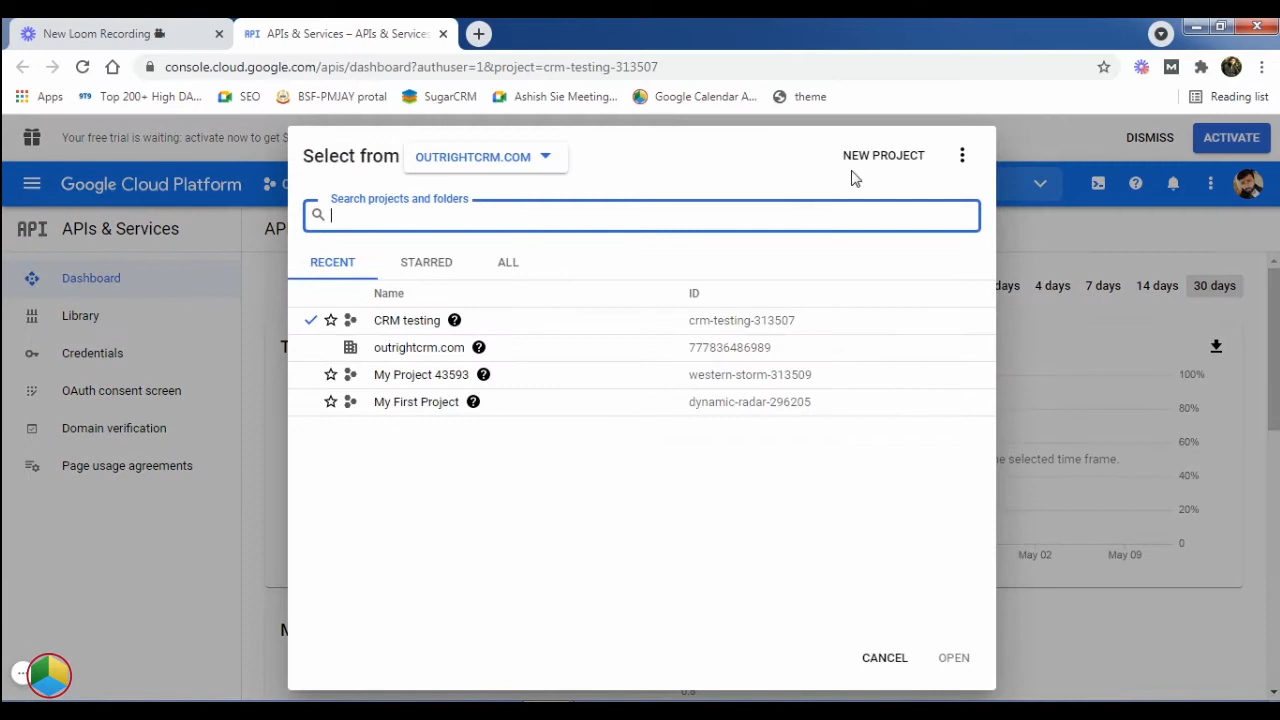 New Loom Recording
API APIs & Services – APIs & Services
console.cloud.google.com/apis/dashboard?authuser=1&project=crm-testing-313507
Apps
Top 200+ High DA...
SEO
BSF-PMJAY protal
SugarCRM
Ashish Sie Meeting...
Google Calendar A...
theme
Reading list
Your free trial is waiting: activate now to get $
DISMISS
ACTIVATE
Google Cloud Platform
API APIs & Services
Dashboard
Library
Credentials
OAuth consent screen
Domain verification
Page usage agreements
Select from
OUTRIGHTCRM.COM
NEW PROJECT
Search projects and folders
RECENT
STARRED
ALL
Name
ID
CRM testing
crm-testing-313507
outrightcrm.com
777836486989
My Project 43593
western-storm-313509
My First Project
dynamic-radar-296205
CANCEL
OPEN
days
4 days
7 days
14 days
30 days
100%
80%
60%
e selected time frame.
40%
20%
0
May 02
May 09
0.8